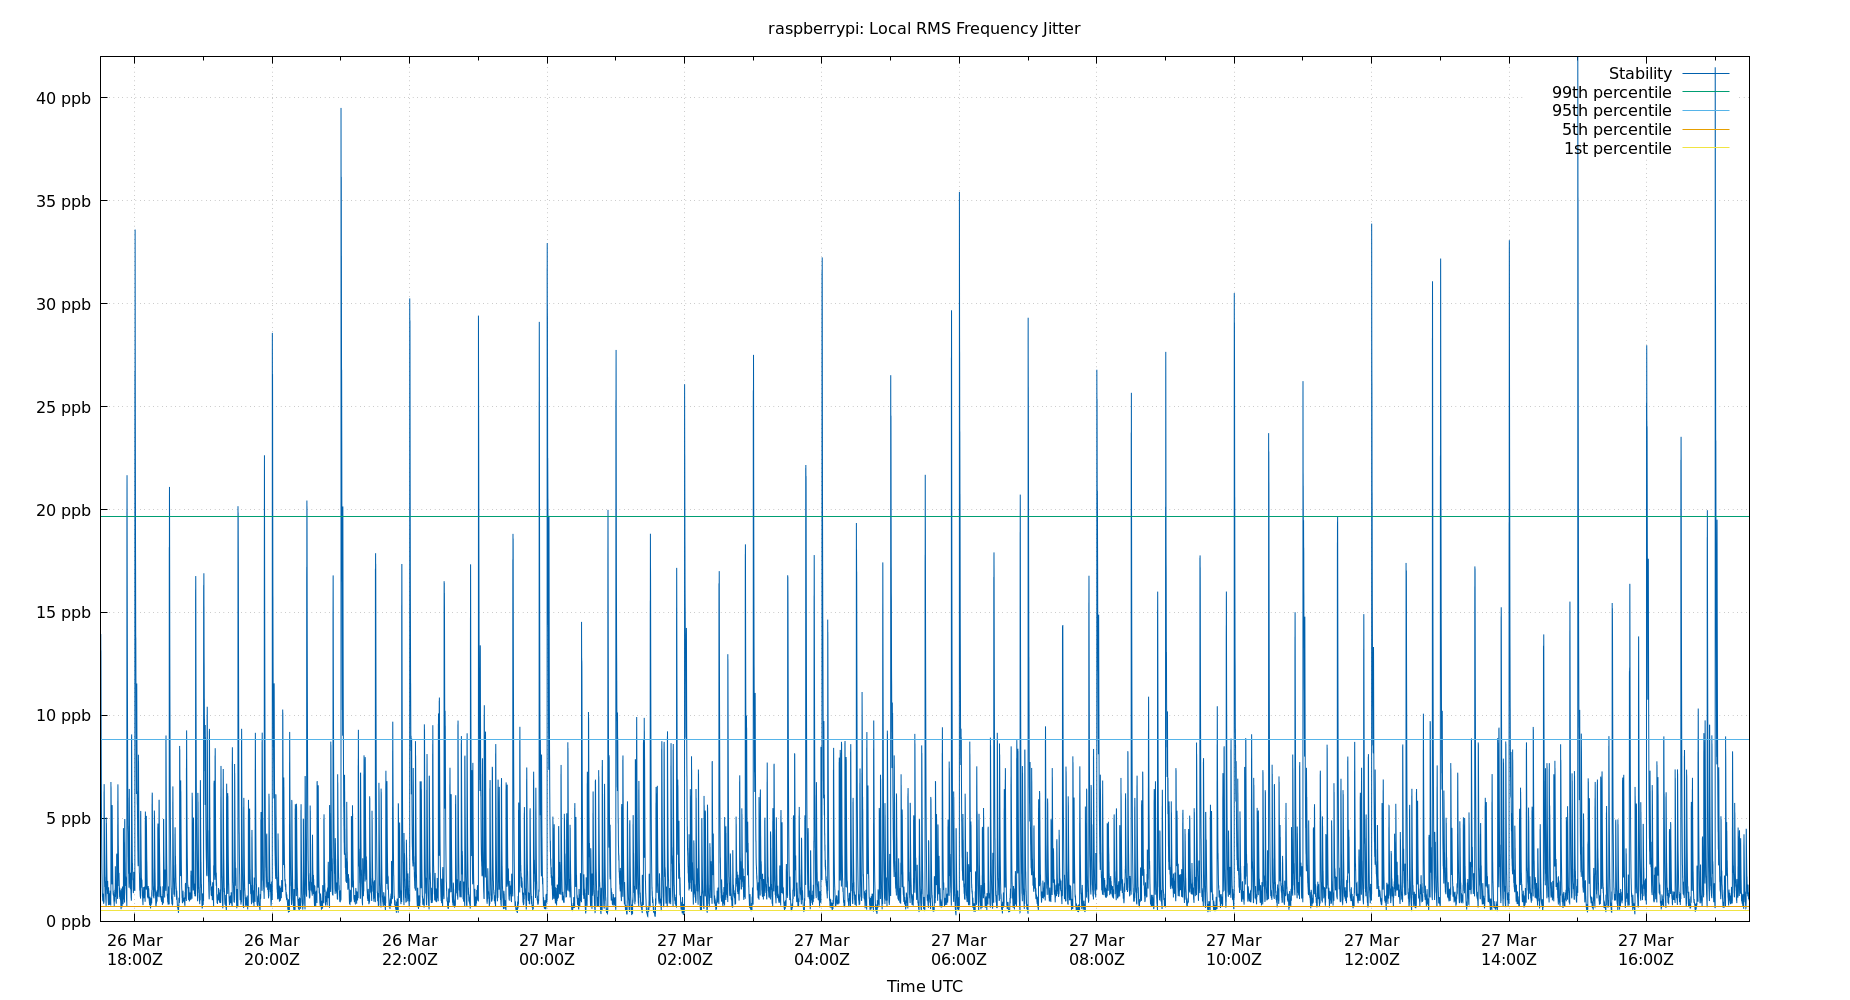 raspberrypi: Local RMS Frequency Jitter
Stability
99th percentile
95th percentile
5th percentile
1st percentile
40 ppb
35 ppb
30 ppb
25 ppb
20 ppb
15 ppb
10 ppb
5 ppb
0 ppb
26 Mar 26 Mar 26 Mar 27 Mar 27 Mar 27 Mar 27 Mar 27 Mar 27 Mar 27 Mar 27 Mar 27 Mar
18:00Z 20:00Z 22:00Z 00:00Z 02:00Z 04:00Z 06:00Z 08:00Z 10:00Z 12:00Z 14:00Z 16:00Z
Time UTC